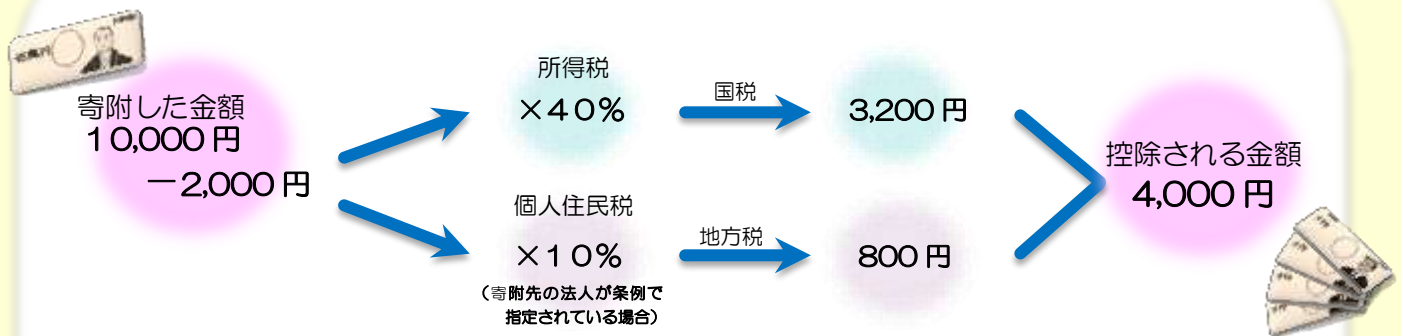 寄附した金額
10,000円
－2,000円
所得税
×40％
国税
3,200円
個人住民税
×10％
（寄附先の法人が条例で
指定されている場合）
地方税
800円
控除される金額
4,000円